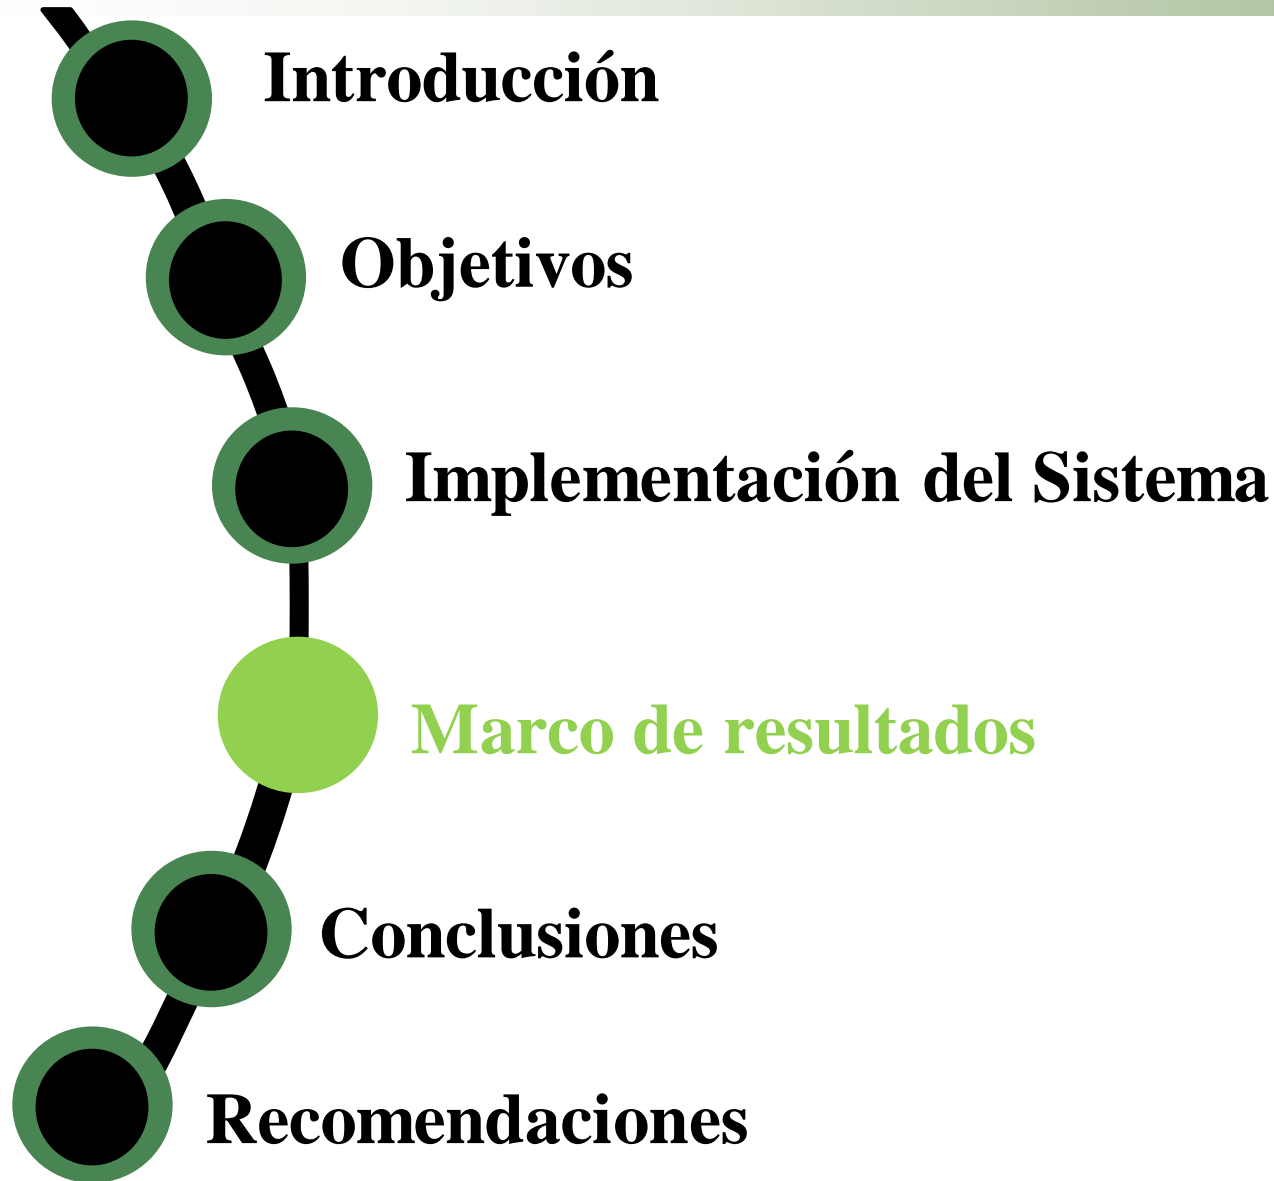 Introducción
Objetivos
Implementación del Sistema
Marco de resultados
Conclusiones
Recomendaciones